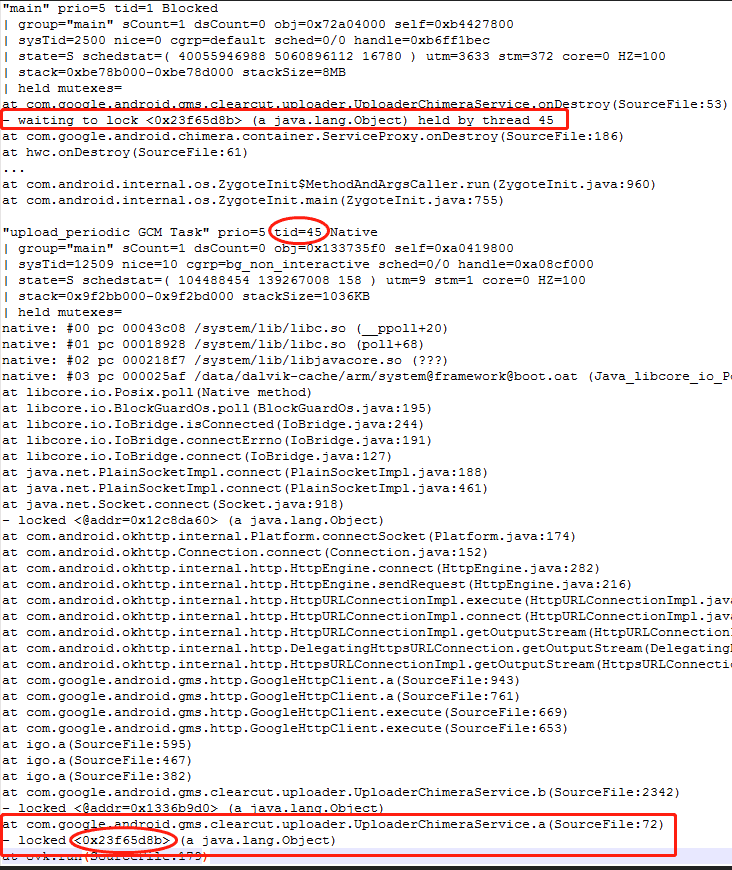 "main" prio=5 tid=1 Blocked
| group="main" sCount=1 dsCount=0 obj=0x72a04000 self=0xb4427800
| sysTid=2500 nice=0 cgrp=default sched=0/0 handle=0xb6ff1bec
| state=S schedstat=( 40055946988 5060896112 16780 ) utm=3633 stm=372 core=0 HZ=100
| stack=0xbe78b000-0xbe78d000 stackSize=8MB
| held mutexes=
at com.google.android.gms.clearcut.uploader.UploaderChimeraService.onDestroy(SourceFile:53)
- waiting to lock <0x23f65d8b> (a java.lang.Object) held by thread 45
at com.google.android.chimera.container.ServiceProxy.onDestroy(SourceFile:186)
at hwc.onDestroy(SourceFile:61)
...
at com.android.internal.os.ZygoteInit$MethodAndArgsCaller.run(ZygoteInit.java:960)
at com.android.internal.os.ZygoteInit.main(ZygoteInit.java:755)
"upload_periodic GCM Task" prio=5 tid=45 Native
| group="main" sCount=1 dsCount=0 obj=0x133735f0 self=0xa0419800
| sysTid=12509 nice=10 cgrp=bg_non_interactive sched=0/0 handle=0xa08cf000
| state=S schedstat=( 104488454 139267008 158 ) utm=9 stm=1 core=0 HZ=100
| stack=0x9f2bb000-0x9f2bd000 stackSize=1036KB
| held mutexes=
native: #00 pc 00043c08 /system/lib/libc.so (__ppoll+20)
native: #01 pc 00018928 /system/lib/libc.so (poll+68)
native: #02 pc 000218f7 /system/lib/libjavacore.so (???)
native: #03 pc 000025af /data/dalvik-cache/arm/system@framework@boot.oat (Java_libcore_io_Po
at libcore.io.Posix.poll(Native method)
at libcore.io.BlockGuardOs.poll(BlockGuardOs.java:195)
at libcore.io.IoBridge.isConnected(IoBridge.java:244)
at libcore.io.IoBridge.connectErrno(IoBridge.java:191)
at libcore.io.IoBridge.connect(IoBridge.java:127)
at java.net.PlainSocketImpl.connect(PlainSocketImpl.java:188)
at java.net.PlainSocketImpl.connect(PlainSocketImpl.java:461)
at java.net.Socket.connect(Socket.java:918)
- locked <@addr=0x12c8da60> (a java.lang.Object)
at com.android.okhttp.internal.Platform.connectSocket(Platform.java:174)
at com.android.okhttp.Connection.connect(Connection.java:152)
at com.android.okhttp.internal.http.HttpEngine.connect(HttpEngine.java:282)
at com.android.okhttp.internal.http.HttpEngine.sendRequest(HttpEngine.java:216)
at com.android.okhttp.internal.http.HttpURLConnectionImpl.execute(HttpURLConnectionImpl.jav
at com.android.okhttp.internal.http.HttpURLConnectionImpl.connect(HttpURLConnectionImpl.jav
at com.android.okhttp.internal.http.HttpURLConnectionImpl.getOutputStream(HttpURLConnection
at com.android.okhttp.internal.http.DelegatingHttpsURLConnection.getOutputStream(Delegating
at com.android.okhttp.internal.http.HttpsURLConnectionImpl.getOutputStream(HttpsURLConnecti
at com.google.android.gms.http.GoogleHttpClient.a(SourceFile:943)
at com.google.android.gms.http.GoogleHttpClient.a(SourceFile:761)
at com.google.android.gms.http.GoogleHttpClient.execute(SourceFile:669)
at com.google.android.gms.http.GoogleHttpClient.execute(SourceFile:653)
at igo.a(SourceFile:595)
at igo.a(SourceFile:467)
at igo.a(SourceFile:382)
at com.google.android.gms.clearcut.uploader.UploaderChimeraService.b(SourceFile:2342)
- locked <@addr=0x1336b9d0> (a java.lang.Object)
at com.google.android.gms.clearcut.uploader.UploaderChimeraService.a(SourceFile:72)
- locked <0x23f65d8b> (a java.lang.Object)